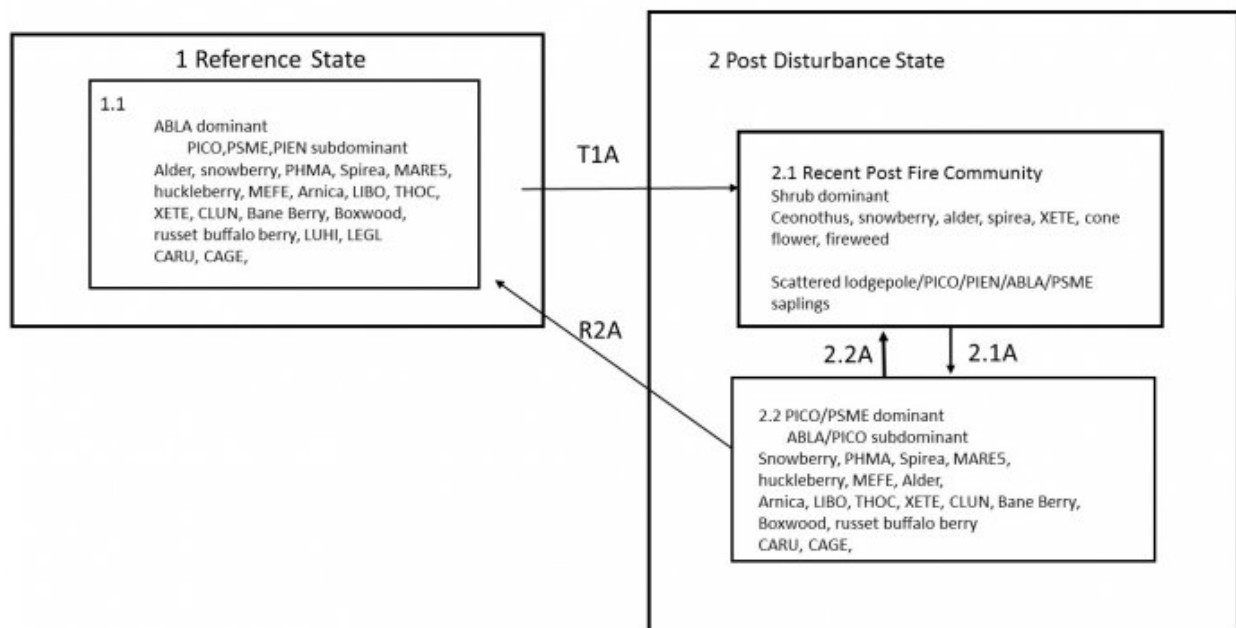 1 Reference State
1.1
ABLA dominant
PICO,PSME,PIEN subdominant
Alder, snowberry, PHMA, Spirea, MARE5,
huckleberry, MEFE, Arnica, LIBO, THOC,
XETE, CLUN, Bane Berry, Boxwood,
russet buffalo berry, LUHI, LEGL
CARU, CAGE,
T1A
R2A
2 Post Disturbance State
2.1 Recent Post Fire Community
Shrub dominant
Ceonothus, snowberry, alder, spirea, XETE, cone
flower, fireweed
Scattered lodgepole/PICO/PIEN/ABLA/PSME
saplings
2.2A
2.1A
2.2 PICO/PSME dominant
ABLA/PICO subdominant
Snowberry, PHMA, Spirea, MARE5,
huckleberry, MEFE, Alder,
Arnica, LIBO, THOC, XETE, CLUN, Bane Berry,
Boxwood, russet buffalo berry
CARU, CAGE,